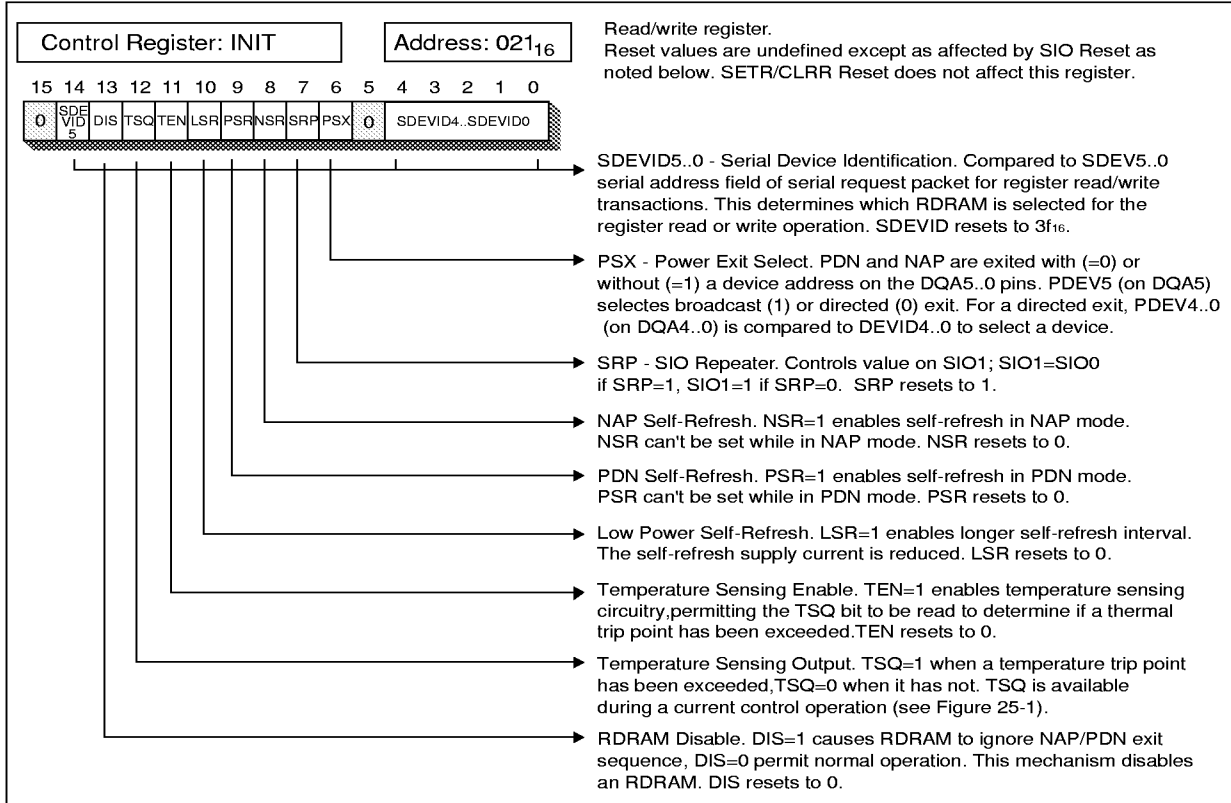 Control Register: INIT
Address: 021₁₆
Read/write register.
Reset values are undefined except as affected by SIO Reset as
noted below. SETR/CLRR Reset does not affect this register.
15 14 13 12 11 10 9 8 7 6 5 4 3 2 1 0
0 SDE VID 5 DIS TSQ TEN LSR PSR NSR SRP PSX 0 SDEVID4..SDEVID0
SDEVID5..0 - Serial Device Identification. Compared to SDEV5..0
serial address field of serial request packet for register read/write
transactions. This determines which RDRAM is selected for the
register read or write operation. SDEVID resets to 3f₁₆.
PSX - Power Exit Select. PDN and NAP are exited with (=0) or
without (=1) a device address on the DQA5..0 pins. PDEV5 (on DQA5)
selectes broadcast (1) or directed (0) exit. For a directed exit, PDEV4..0
(on DQA4..0) is compared to DEVID4..0 to select a device.
SRP - SIO Repeater. Controls value on SIO1; SIO1=SIO0
if SRP=1, SIO1=1 if SRP=0. SRP resets to 1.
NAP Self-Refresh. NSR=1 enables self-refresh in NAP mode.
NSR can't be set while in NAP mode. NSR resets to 0.
PDN Self-Refresh. PSR=1 enables self-refresh in PDN mode.
PSR can't be set while in PDN mode. PSR resets to 0.
Low Power Self-Refresh. LSR=1 enables longer self-refresh interval.
The self-refresh supply current is reduced. LSR resets to 0.
Temperature Sensing Enable. TEN=1 enables temperature sensing
circuitry,permitting the TSQ bit to be read to determine if a thermal
trip point has been exceeded.TEN resets to 0.
Temperature Sensing Output. TSQ=1 when a temperature trip point
has been exceeded,TSQ=0 when it has not. TSQ is available
during a current control operation (see Figure 25-1).
RDRAM Disable. DIS=1 causes RDRAM to ignore NAP/PDN exit
sequence, DIS=0 permit normal operation. This mechanism disables
an RDRAM. DIS resets to 0.